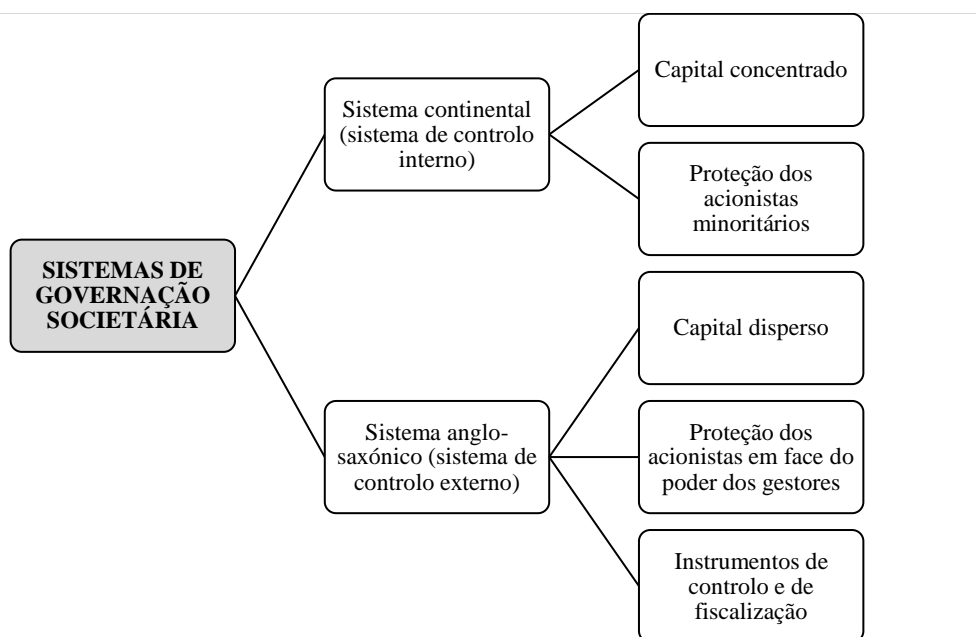 SISTEMAS DE
GOVERNAÇÃO
SOCIETÁRIA
Sistema continental
(sistema de controlo
interno)
Capital concentrado
Proteção dos
acionistas
minoritários
Sistema anglo-
saxónico (sistema de
controlo externo)
Capital disperso
Proteção dos
acionistas em face do
poder dos gestores
Instrumentos de
controlo e de
fiscalização